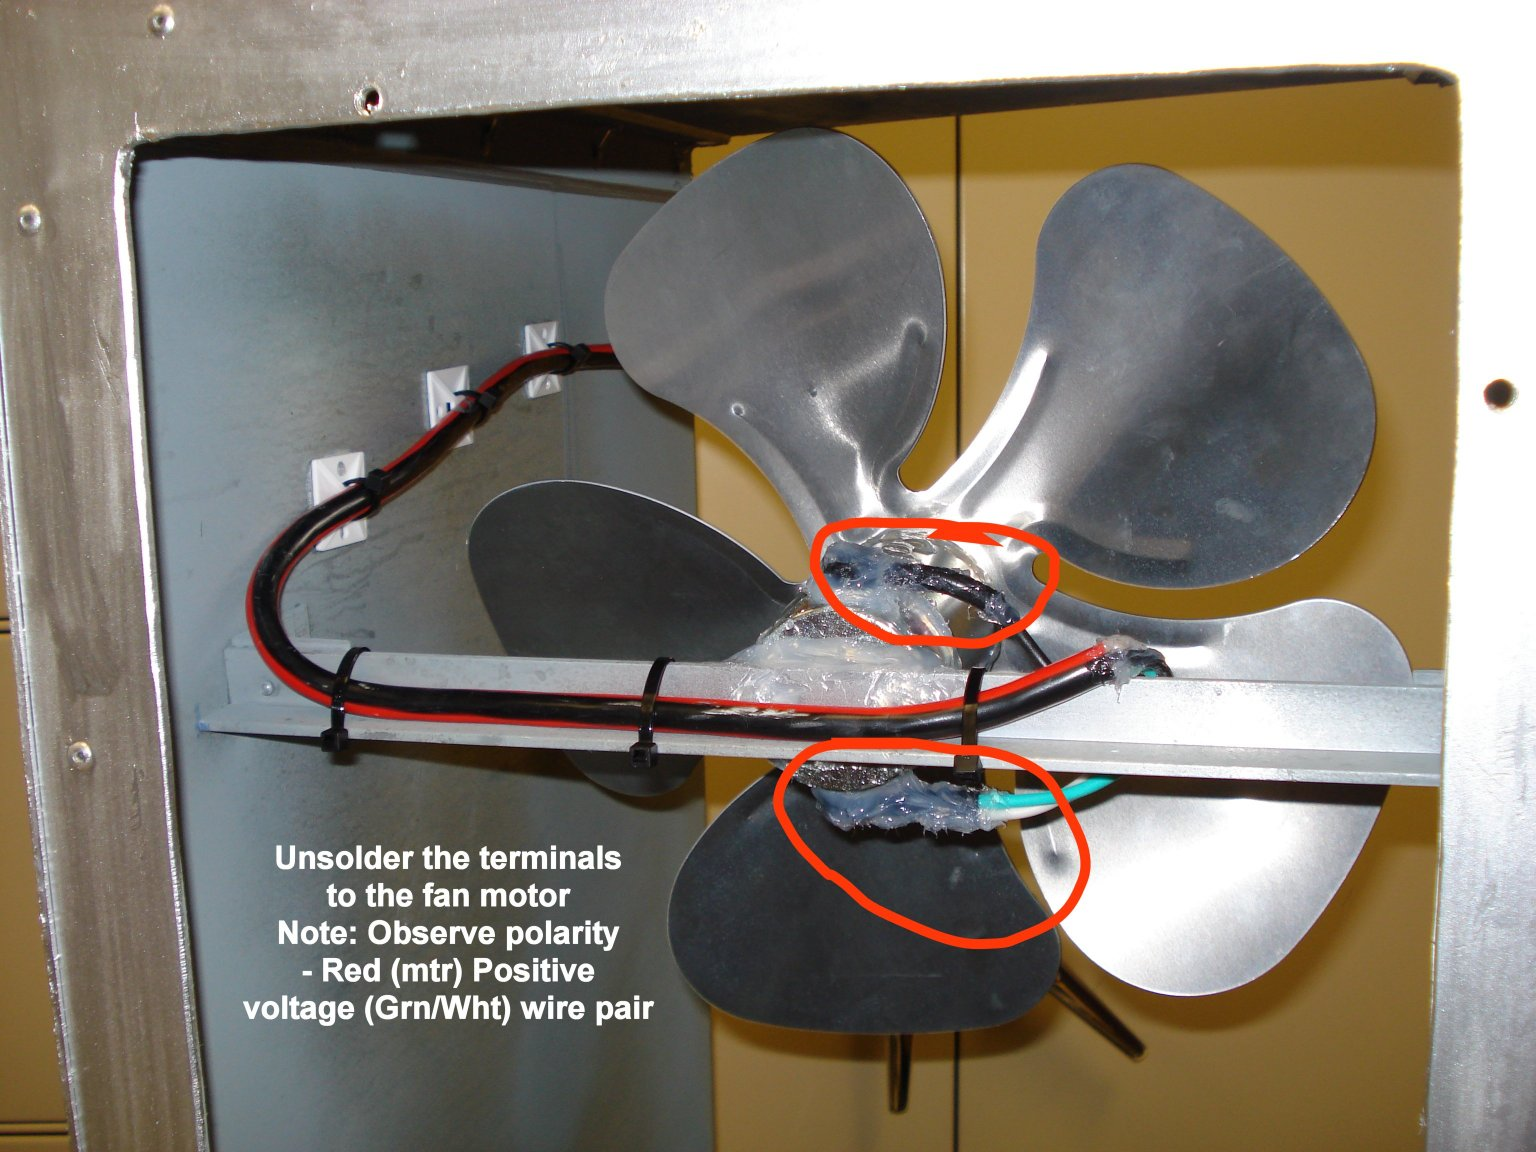 Unsolder the terminals
to the fan motor
Note: Observe polarity
- Red (mtr) Positive
voltage (Grn/Wht) wire pair